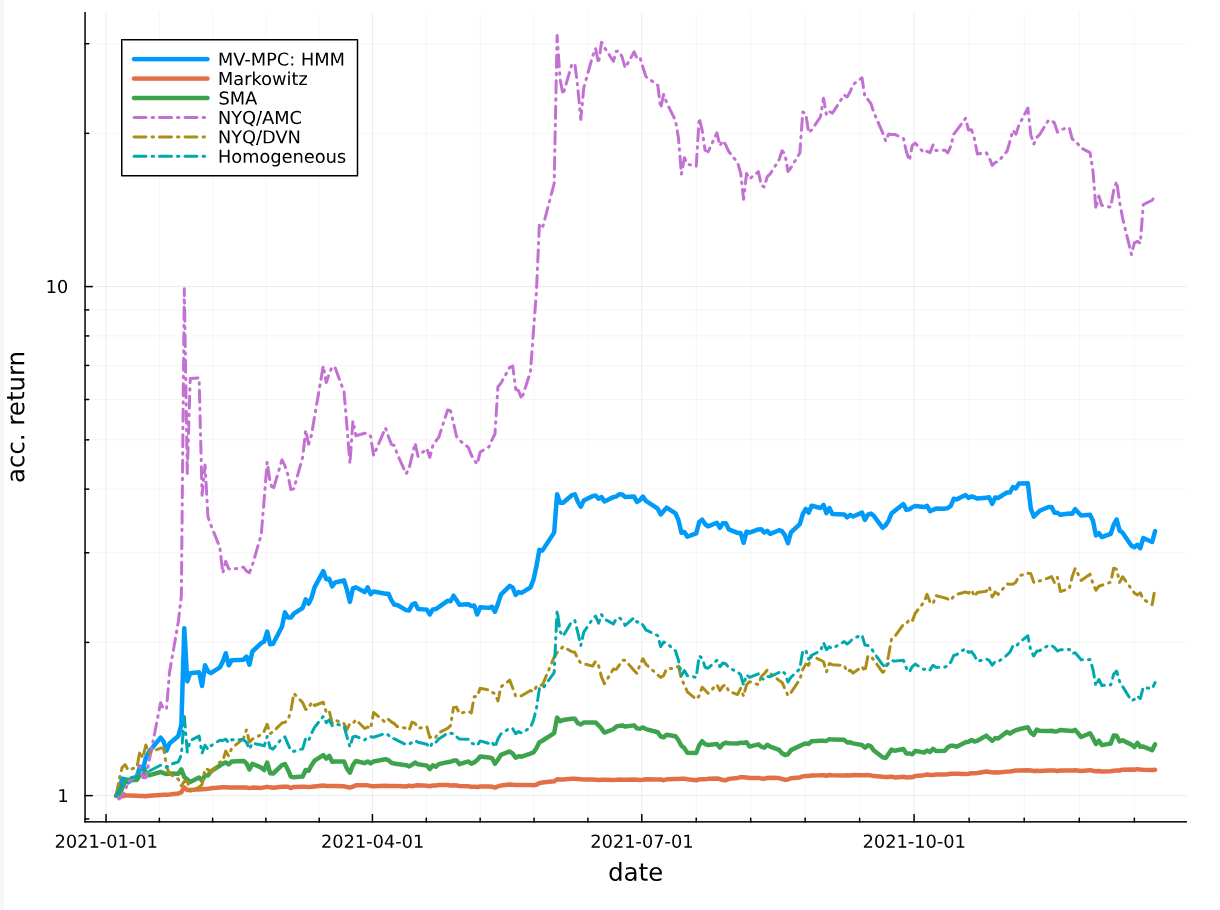 MV-MPC: HMM
Markowitz
SMA
NYQ/AMC
NYQ/DVN
Homogeneous
acc. return
10
1
2021-01-01 2021-04-01 2021-07-01 2021-10-01
date